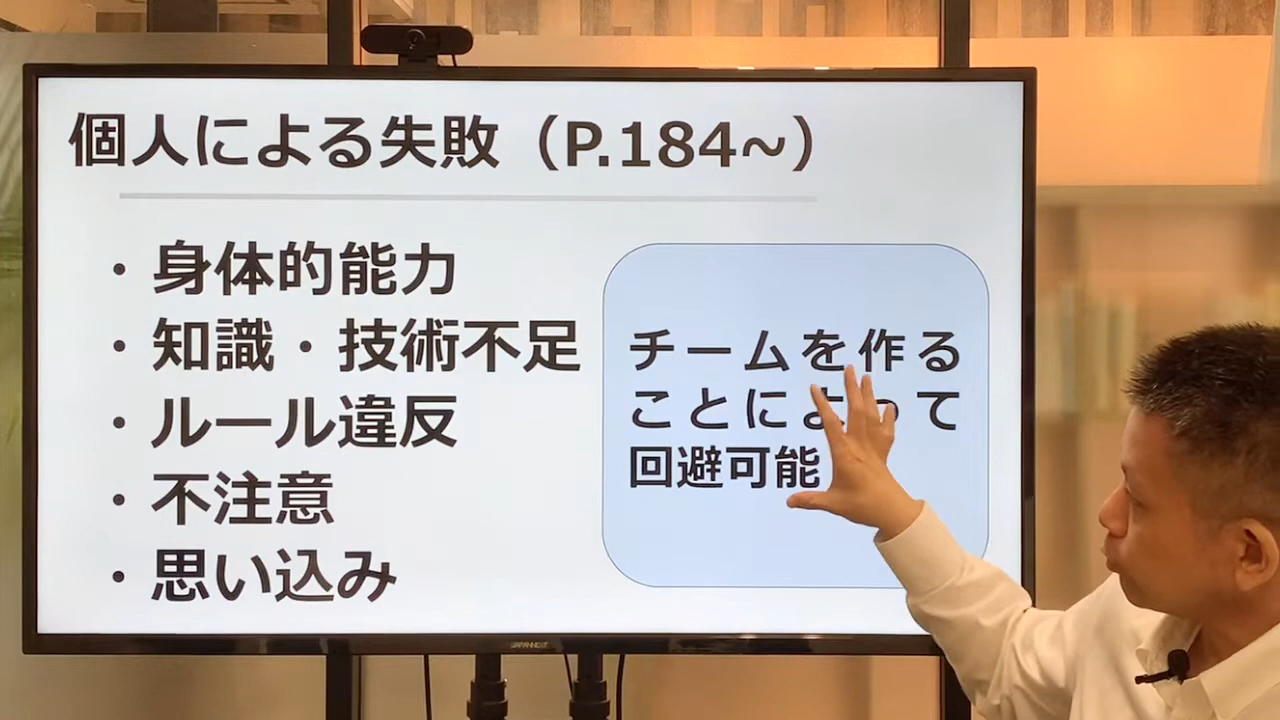 個人による失敗（P.184~）
・身体的能力
・知識・技術不足
・ルール違反
・不注意
・思い込み
チームを作る
ことによって
回避可能